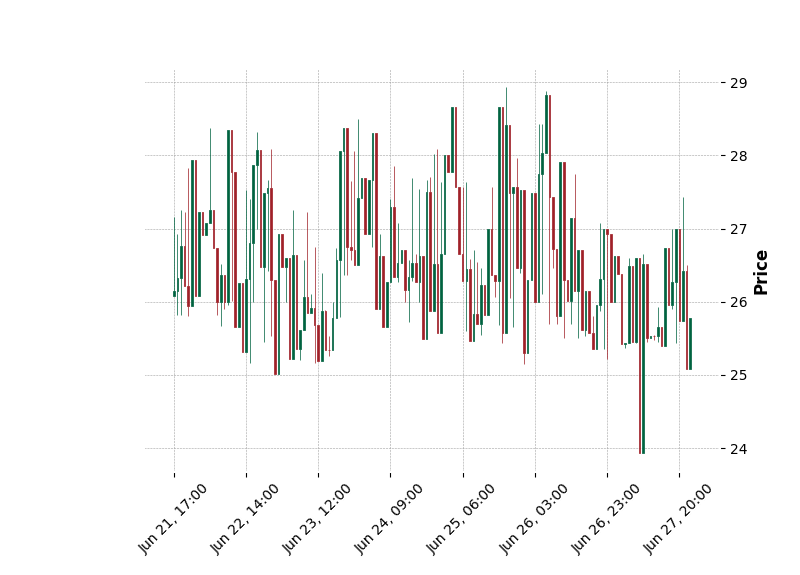 29
28
27
26
25
24
Price
Jun 21, 17:00
Jun 22, 14:00
Jun 23, 12:00
Jun 24, 09:00
Jun 25, 06:00
Jun 26, 03:00
Jun 26, 23:00
Jun 27, 20:00